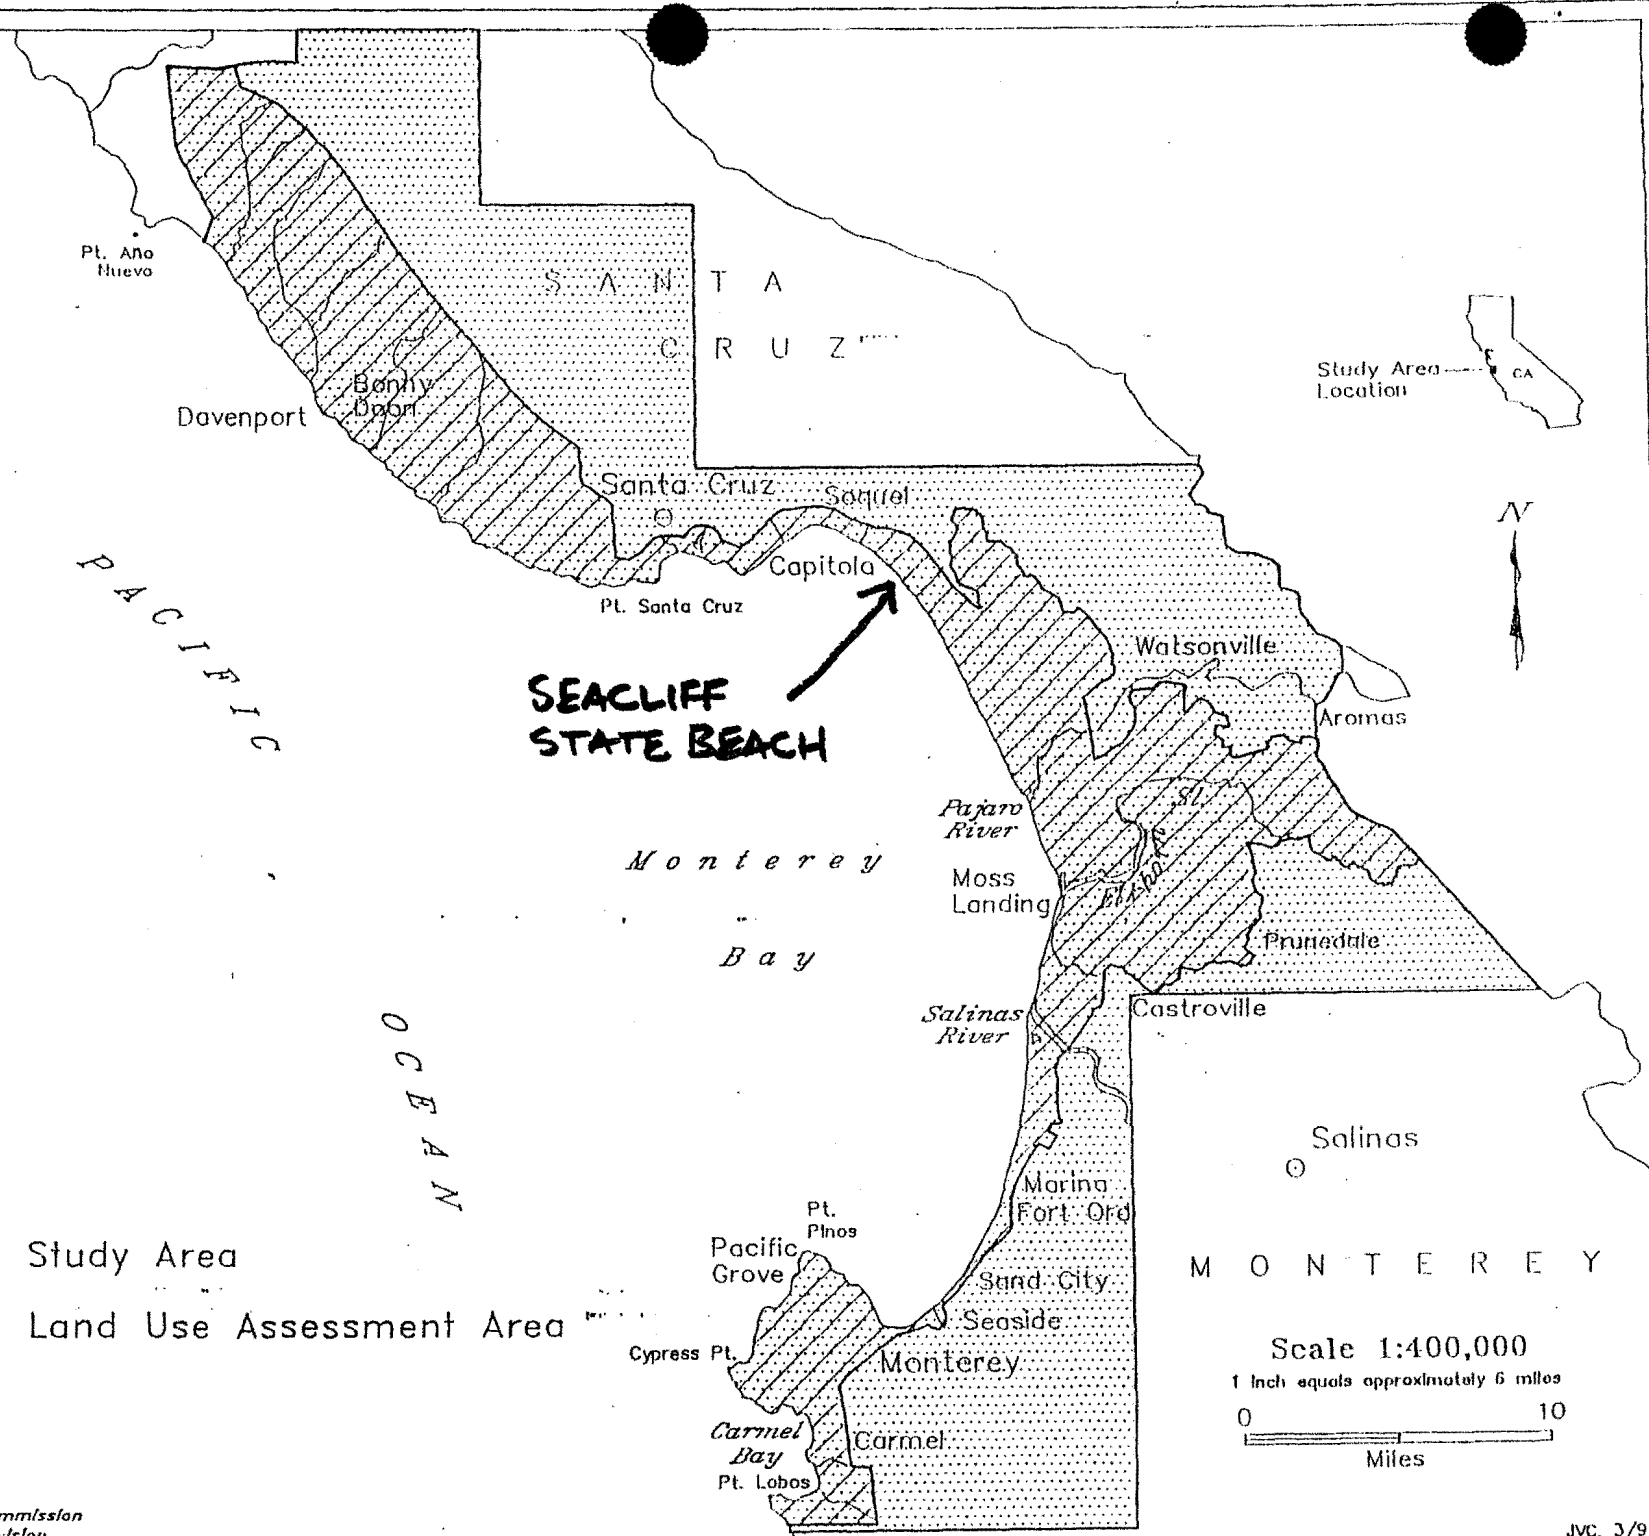 Pt. Año
Nuevo
SANTA
CRUZ
Study Area
Location
CA
Bonny
Doon
Davenport
Santa Cruz
Soquel
N
Capitola
Pt. Santa Cruz
PACIFIC
SEACLIFF
STATE BEACH
Watsonville
Aromas
Pajaro
River
Sl.
Elkhorn
Monterey
Moss
Landing
Bay
Prunedale
Salinas
River
Castroville
OCEAN
Salinas
Marina
Fort Ord
Pt.
Pinos
Pacific
Grove
Study Area
MONTEREY
Sand City
Seaside
Land Use Assessment Area
Cypress Pt.
Monterey
Scale 1:400,000
1 Inch equals approximately 6 miles
0 10
Miles
Carmel
Bay
Carmel
Pt. Lobos
mmission
JVC, 3/9